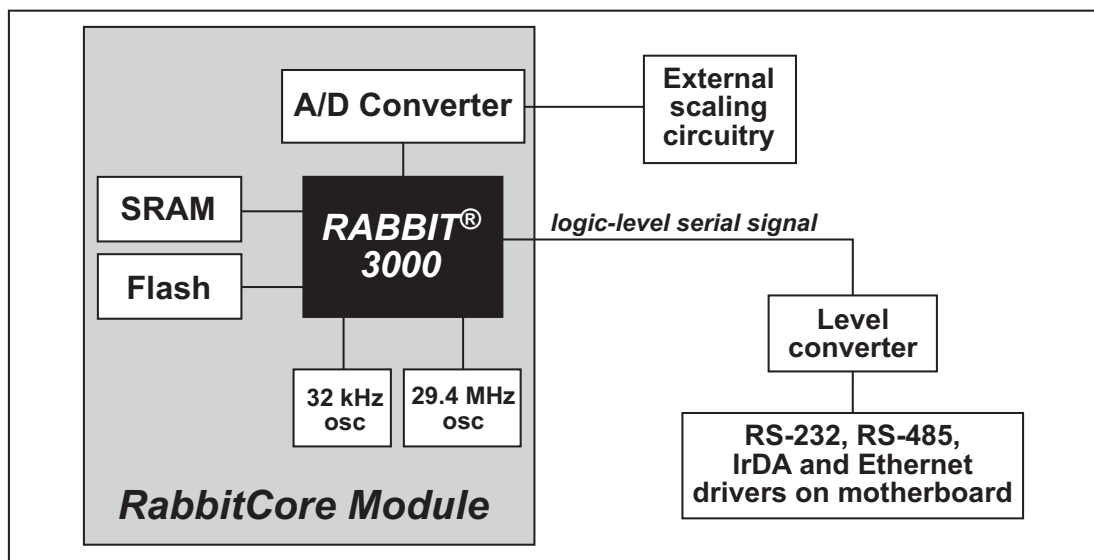 A/D Converter
External
scaling
circuitry
SRAM
RABBIT®
3000
logic-level serial signal
Flash
Level
converter
32 kHz
osc
29.4 MHz
osc
RS-232, RS-485,
IrDA and Ethernet
drivers on motherboard
RabbitCore Module